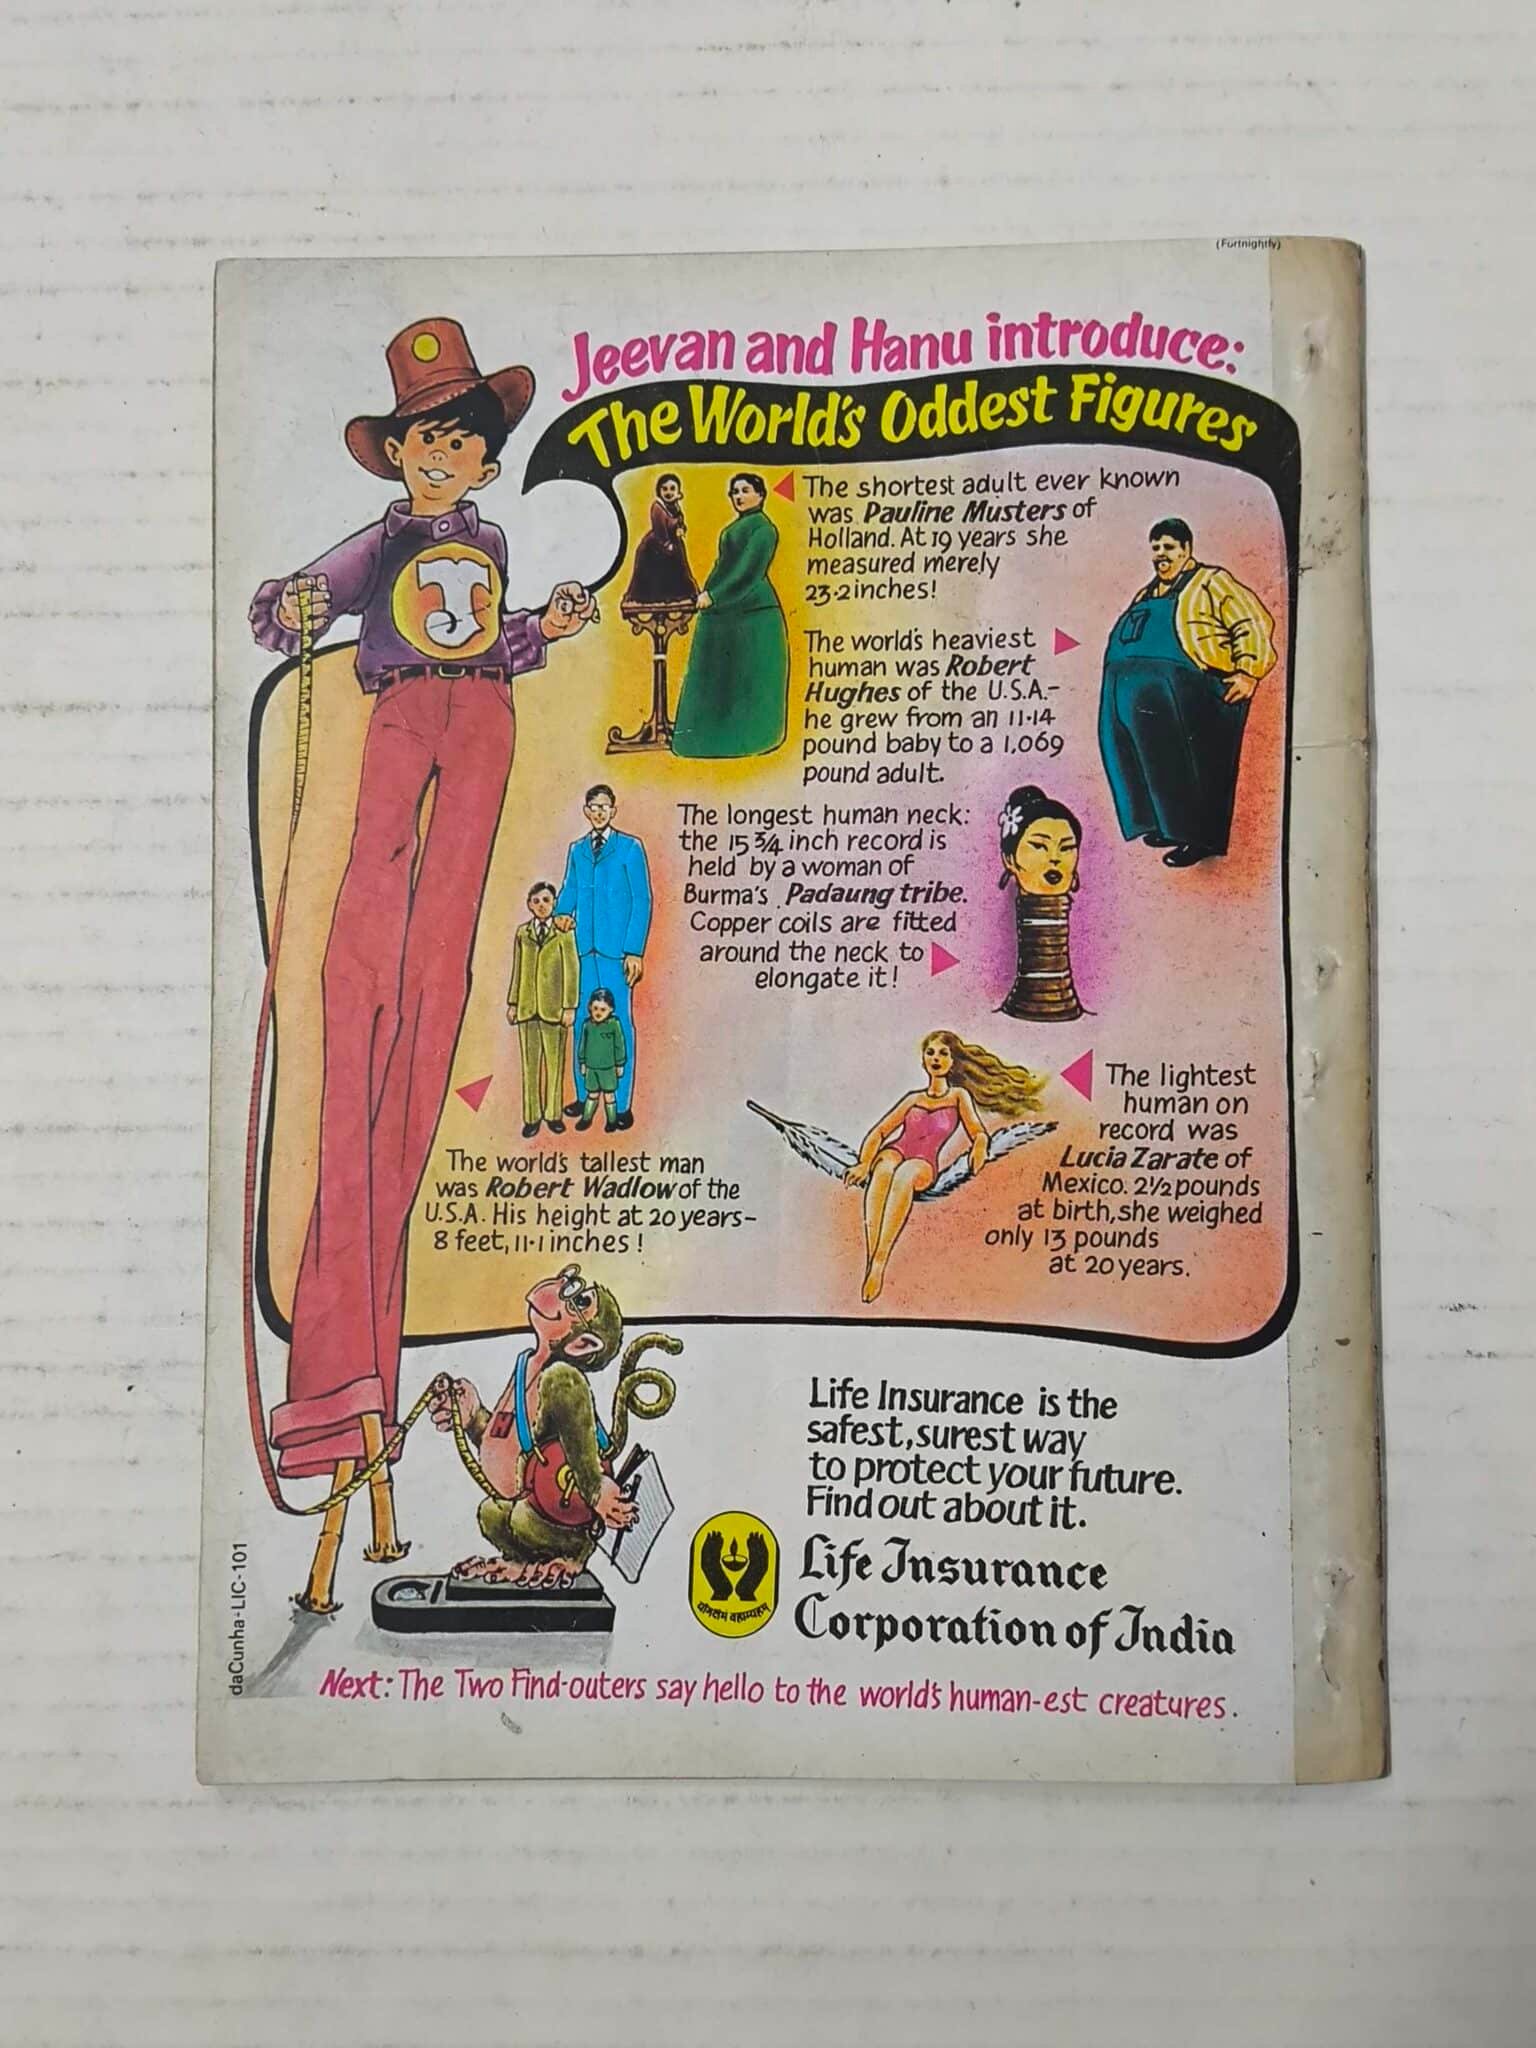 (Fortnightly)
Jeevan and Hanu introduce:
The World's Oddest Figures
The shortest adult ever known
was Pauline Musters of
Holland. At 19 years she
measured merely
23·2 inches!
The world's heaviest
human was Robert
Hughes of the U.S.A.-
he grew from an 11·14
pound baby to a 1,069
pound adult.
The longest human neck:
the 15 3/4 inch record is
held by a woman of
Burma's Padaung tribe.
Copper coils are fitted
around the neck to
elongate it!
The world's tallest man
was Robert Wadlow of the
U.S.A. His height at 20 years-
8 feet, 11·1 inches!
The lightest
human on
record was
Lucia Zarate of
Mexico. 2½ pounds
at birth, she weighed
only 13 pounds
at 20 years.
J
H
Life Insurance is the
safest, surest way
to protect your future.
Find out about it.
योगक्षेमं वहाम्यहम्
Life Insurance
Corporation of India
daCunha-LIC-101
Next: The Two Find-outers say hello to the world's human-est creatures.